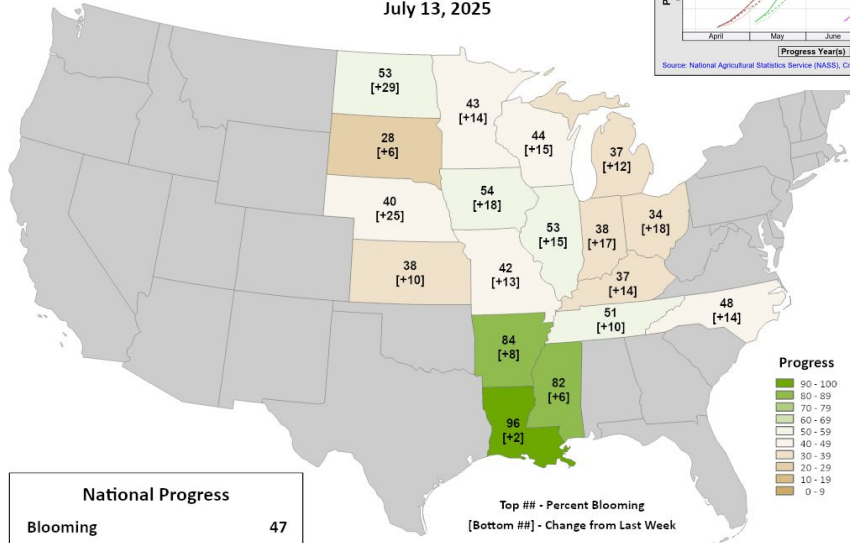 July 13, 2025
P
April May June
Progress Year(s)
Source: National Agricultural Statistics Service (NASS), Cr
53
[+29]
43
[+14]
28
[+6]
44
[+15]
37
[+12]
40
[+25]
54
[+18]
53
[+15]
38
[+17]
34
[+18]
38
[+10]
42
[+13]
37
[+14]
51
[+10]
48
[+14]
84
[+8]
82
[+6]
96
[+2]
Progress
90 - 100
80 - 89
70 - 79
60 - 69
50 - 59
40 - 49
30 - 39
20 - 29
10 - 19
0 - 9
National Progress
Blooming 47
Top ## - Percent Blooming
[Bottom ##] - Change from Last Week